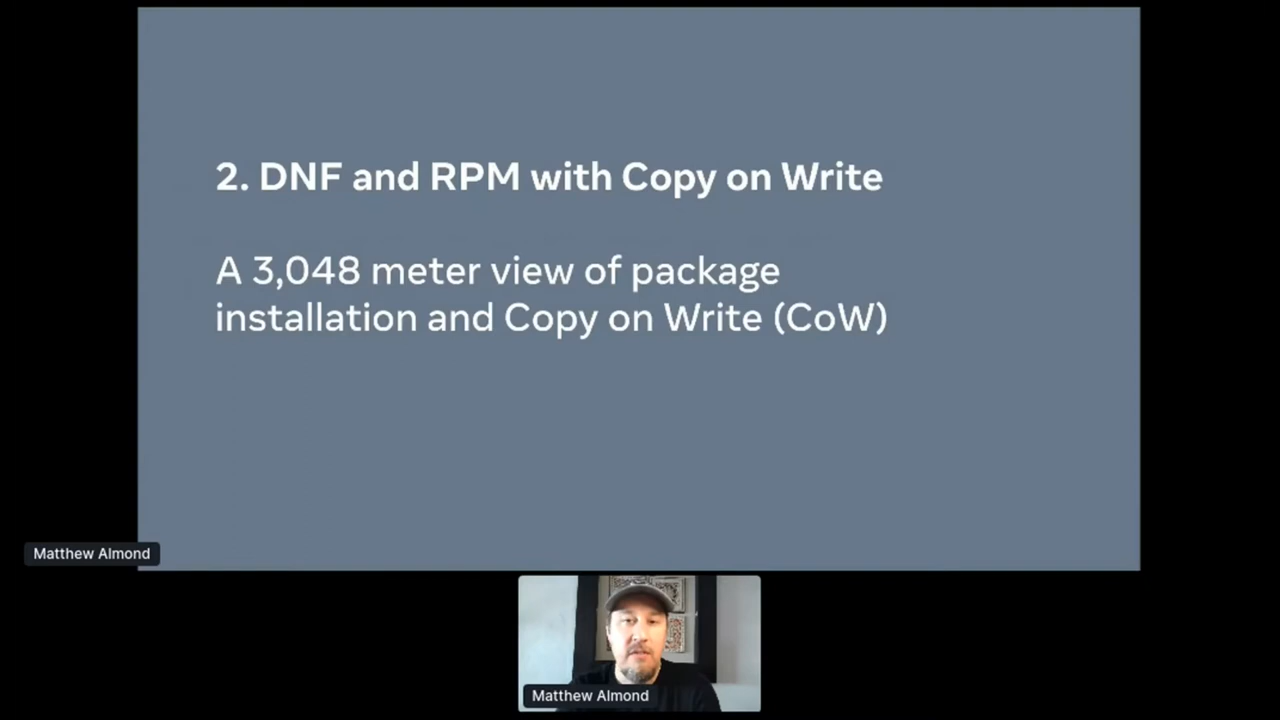 2. DNF and RPM with Copy on Write
A 3,048 meter view of package
installation and Copy on Write (CoW)
Matthew Almond
Matthew Almond